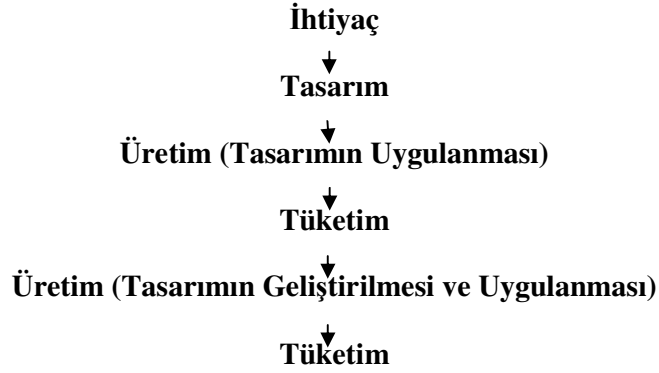 İhtiyaç
Tasarım
Üretim (Tasarımın Uygulanması)
Tüketim
Üretim (Tasarımın Geliştirilmesi ve Uygulanması)
Tüketim